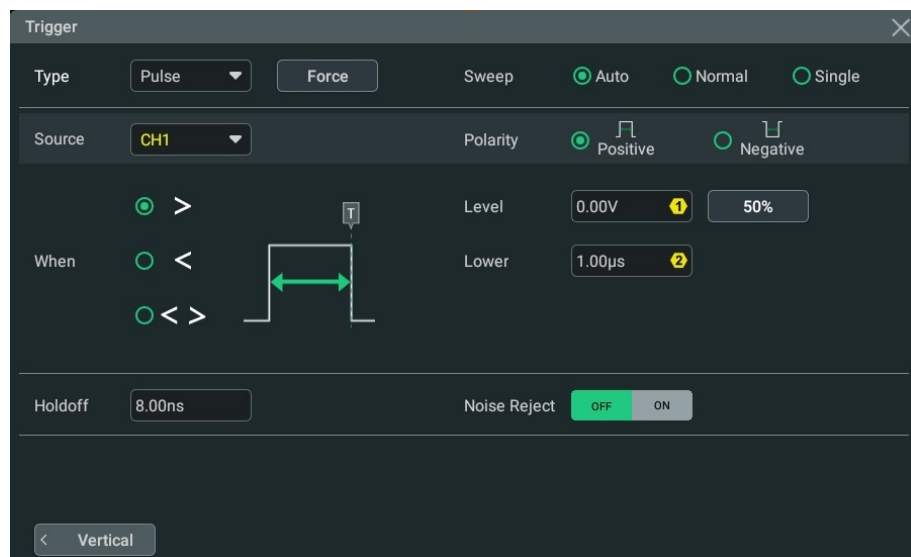 Trigger
Type Pulse Force Sweep Auto Normal Single
Source CH1 Polarity Positive Negative
>
T
Level 0.00V 1 50%
When <
Lower 1.00µs 2
< >
Holdoff 8.00ns Noise Reject OFF ON
< Vertical